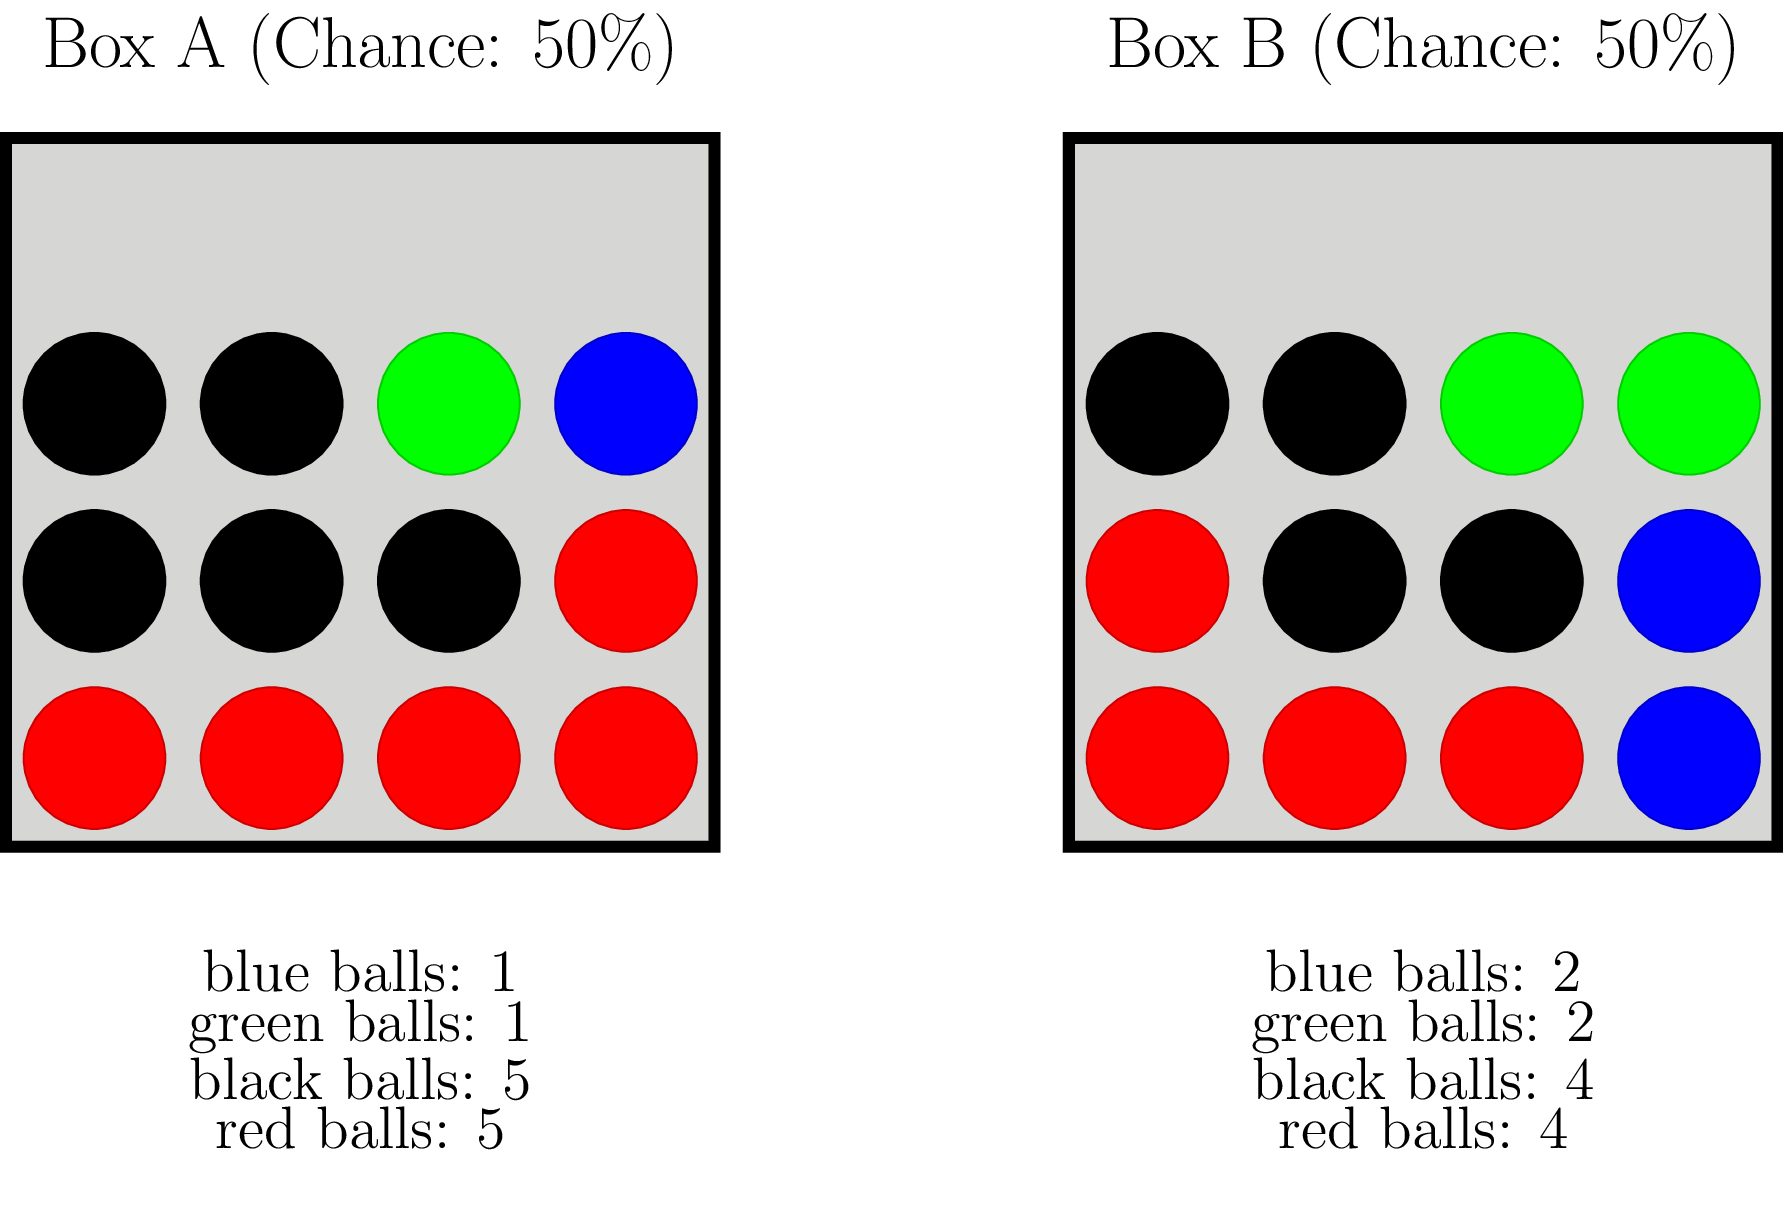 Box A (Chance: 50%)
Box B (Chance: 50%)
blue balls: 1
green balls: 1
black balls: 5
red balls: 5
blue balls: 2
green balls: 2
black balls: 4
red balls: 4